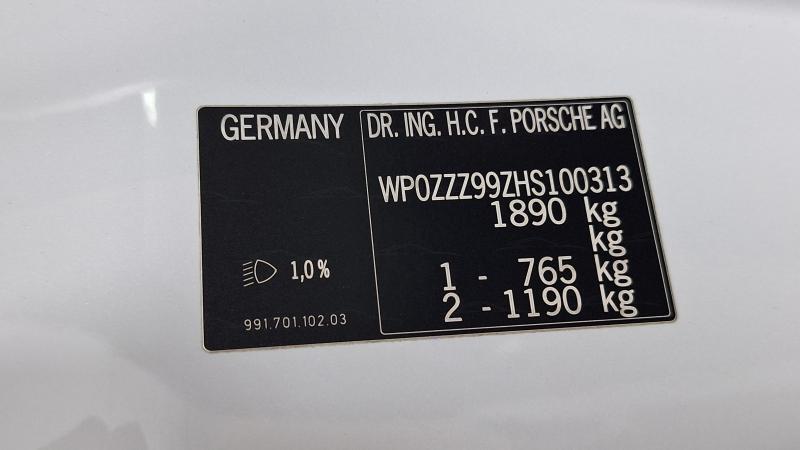 GERMANY
DR. ING. H.C. F. PORSCHE AG
WP0ZZZ99ZHS100313
1890 kg
kg
1 - 765 kg
2 - 1190 kg
1,0%
991.701.102.03